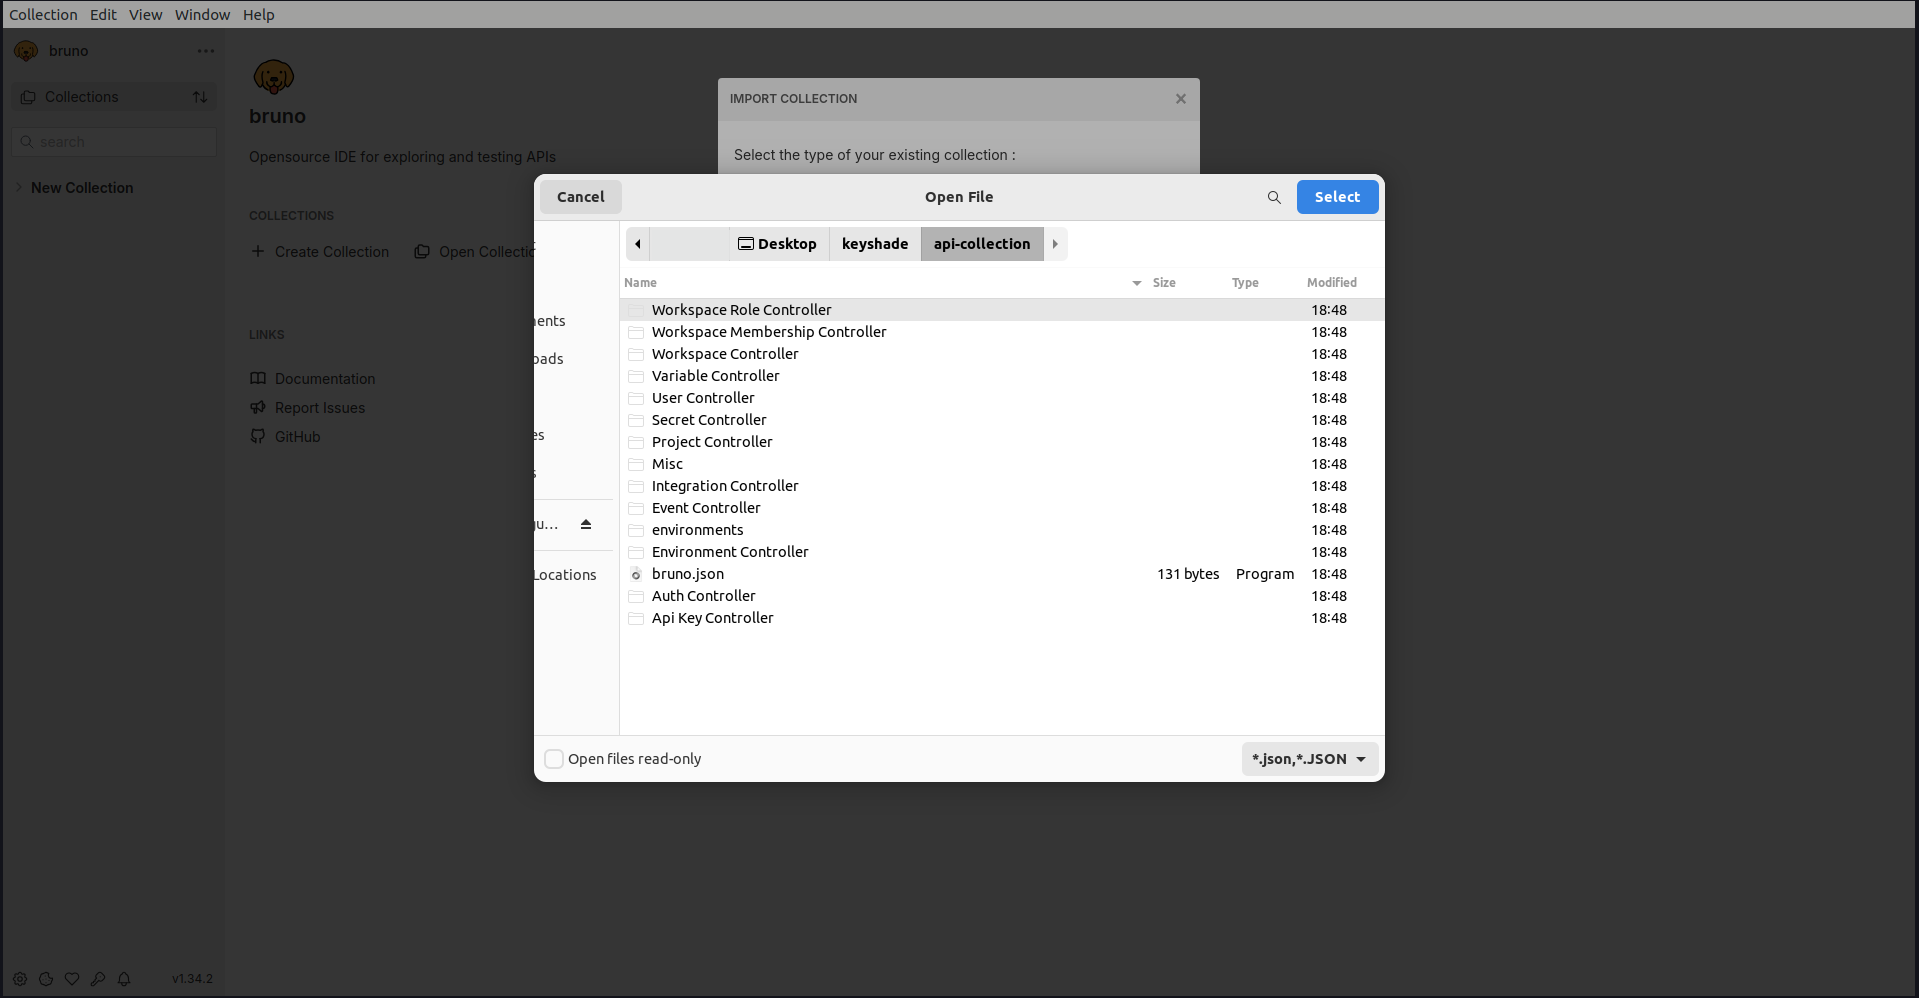 Collection Edit View Window Help
bruno
Collections
search
New Collection
v1.34.2
bruno
Opensource IDE for exploring and testing APIs
COLLECTIONS
Create Collection Open Collectic
LINKS
Documentation
Report Issues
GitHub
IMPORT COLLECTION
Select the type of your existing collection :
Cancel Open File Select
oads
es
s
gu...
Locations
Desktop keyshade api-collection
Name Size Type Modified
Workspace Role Controller 18:48
Workspace Membership Controller 18:48
Workspace Controller 18:48
Variable Controller 18:48
User Controller 18:48
Secret Controller 18:48
Project Controller 18:48
Misc 18:48
Integration Controller 18:48
Event Controller 18:48
environments 18:48
Environment Controller 18:48
bruno.json 131 bytes Program 18:48
Auth Controller 18:48
Api Key Controller 18:48
Open files read-only *.json,*.JSON